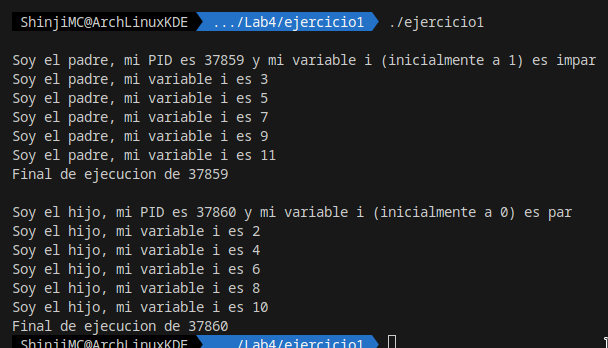 ShinjiMC@ArchLinuxKDE .../Lab4/ejercicio1 ./ejercicio1
Soy el padre, mi PID es 37859 y mi variable i (inicialmente a 1) es impar
Soy el padre, mi variable i es 3
Soy el padre, mi variable i es 5
Soy el padre, mi variable i es 7
Soy el padre, mi variable i es 9
Soy el padre, mi variable i es 11
Final de ejecucion de 37859
Soy el hijo, mi PID es 37860 y mi variable i (inicialmente a 0) es par
Soy el hijo, mi variable i es 2
Soy el hijo, mi variable i es 4
Soy el hijo, mi variable i es 6
Soy el hijo, mi variable i es 8
Soy el hijo, mi variable i es 10
Final de ejecucion de 37860
ShinjiMC@ArchLinuxKDE .../Lab4/ejercicio1